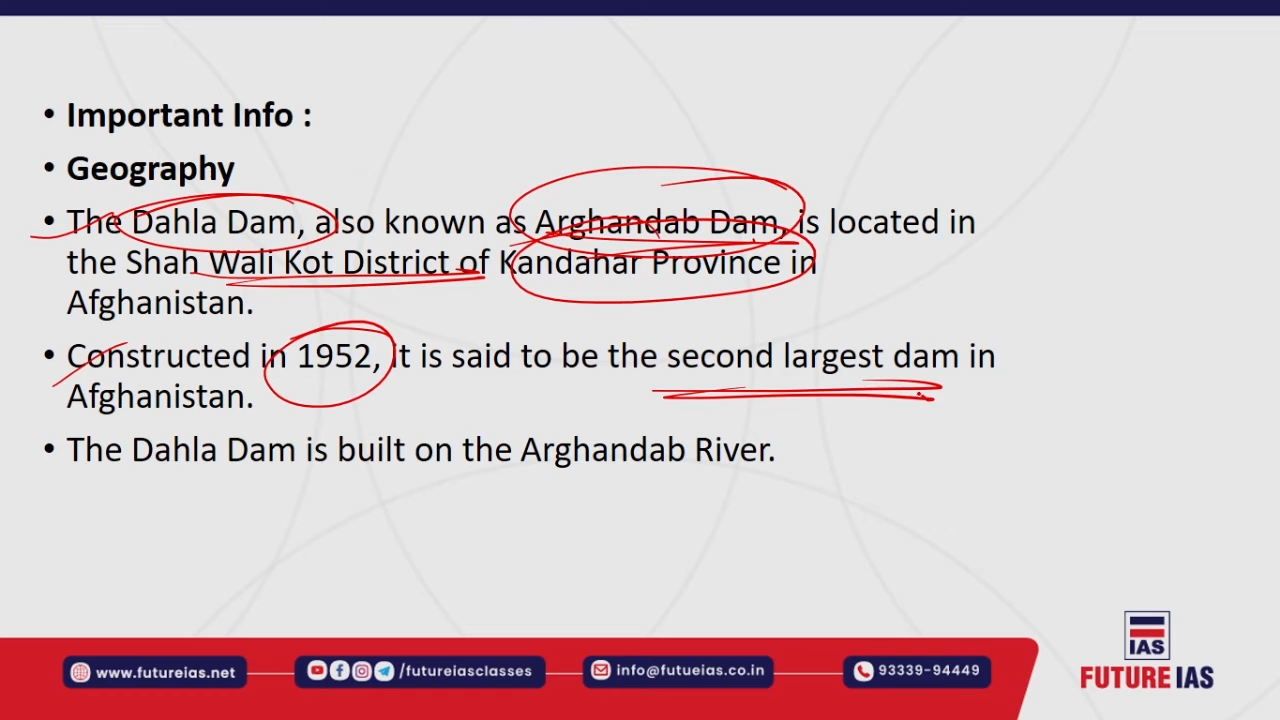 • Important Info :
• Geography
• The Dahla Dam, also known as Arghandab Dam, is located in
the Shah Wali Kot District of Kandahar Province in
Afghanistan.
• Constructed in 1952, it is said to be the second largest dam in
Afghanistan.
• The Dahla Dam is built on the Arghandab River.
IAS
www.futureias.net
/futureiasclasses
info@futueias.co.in
93339-94449
FUTURE IAS